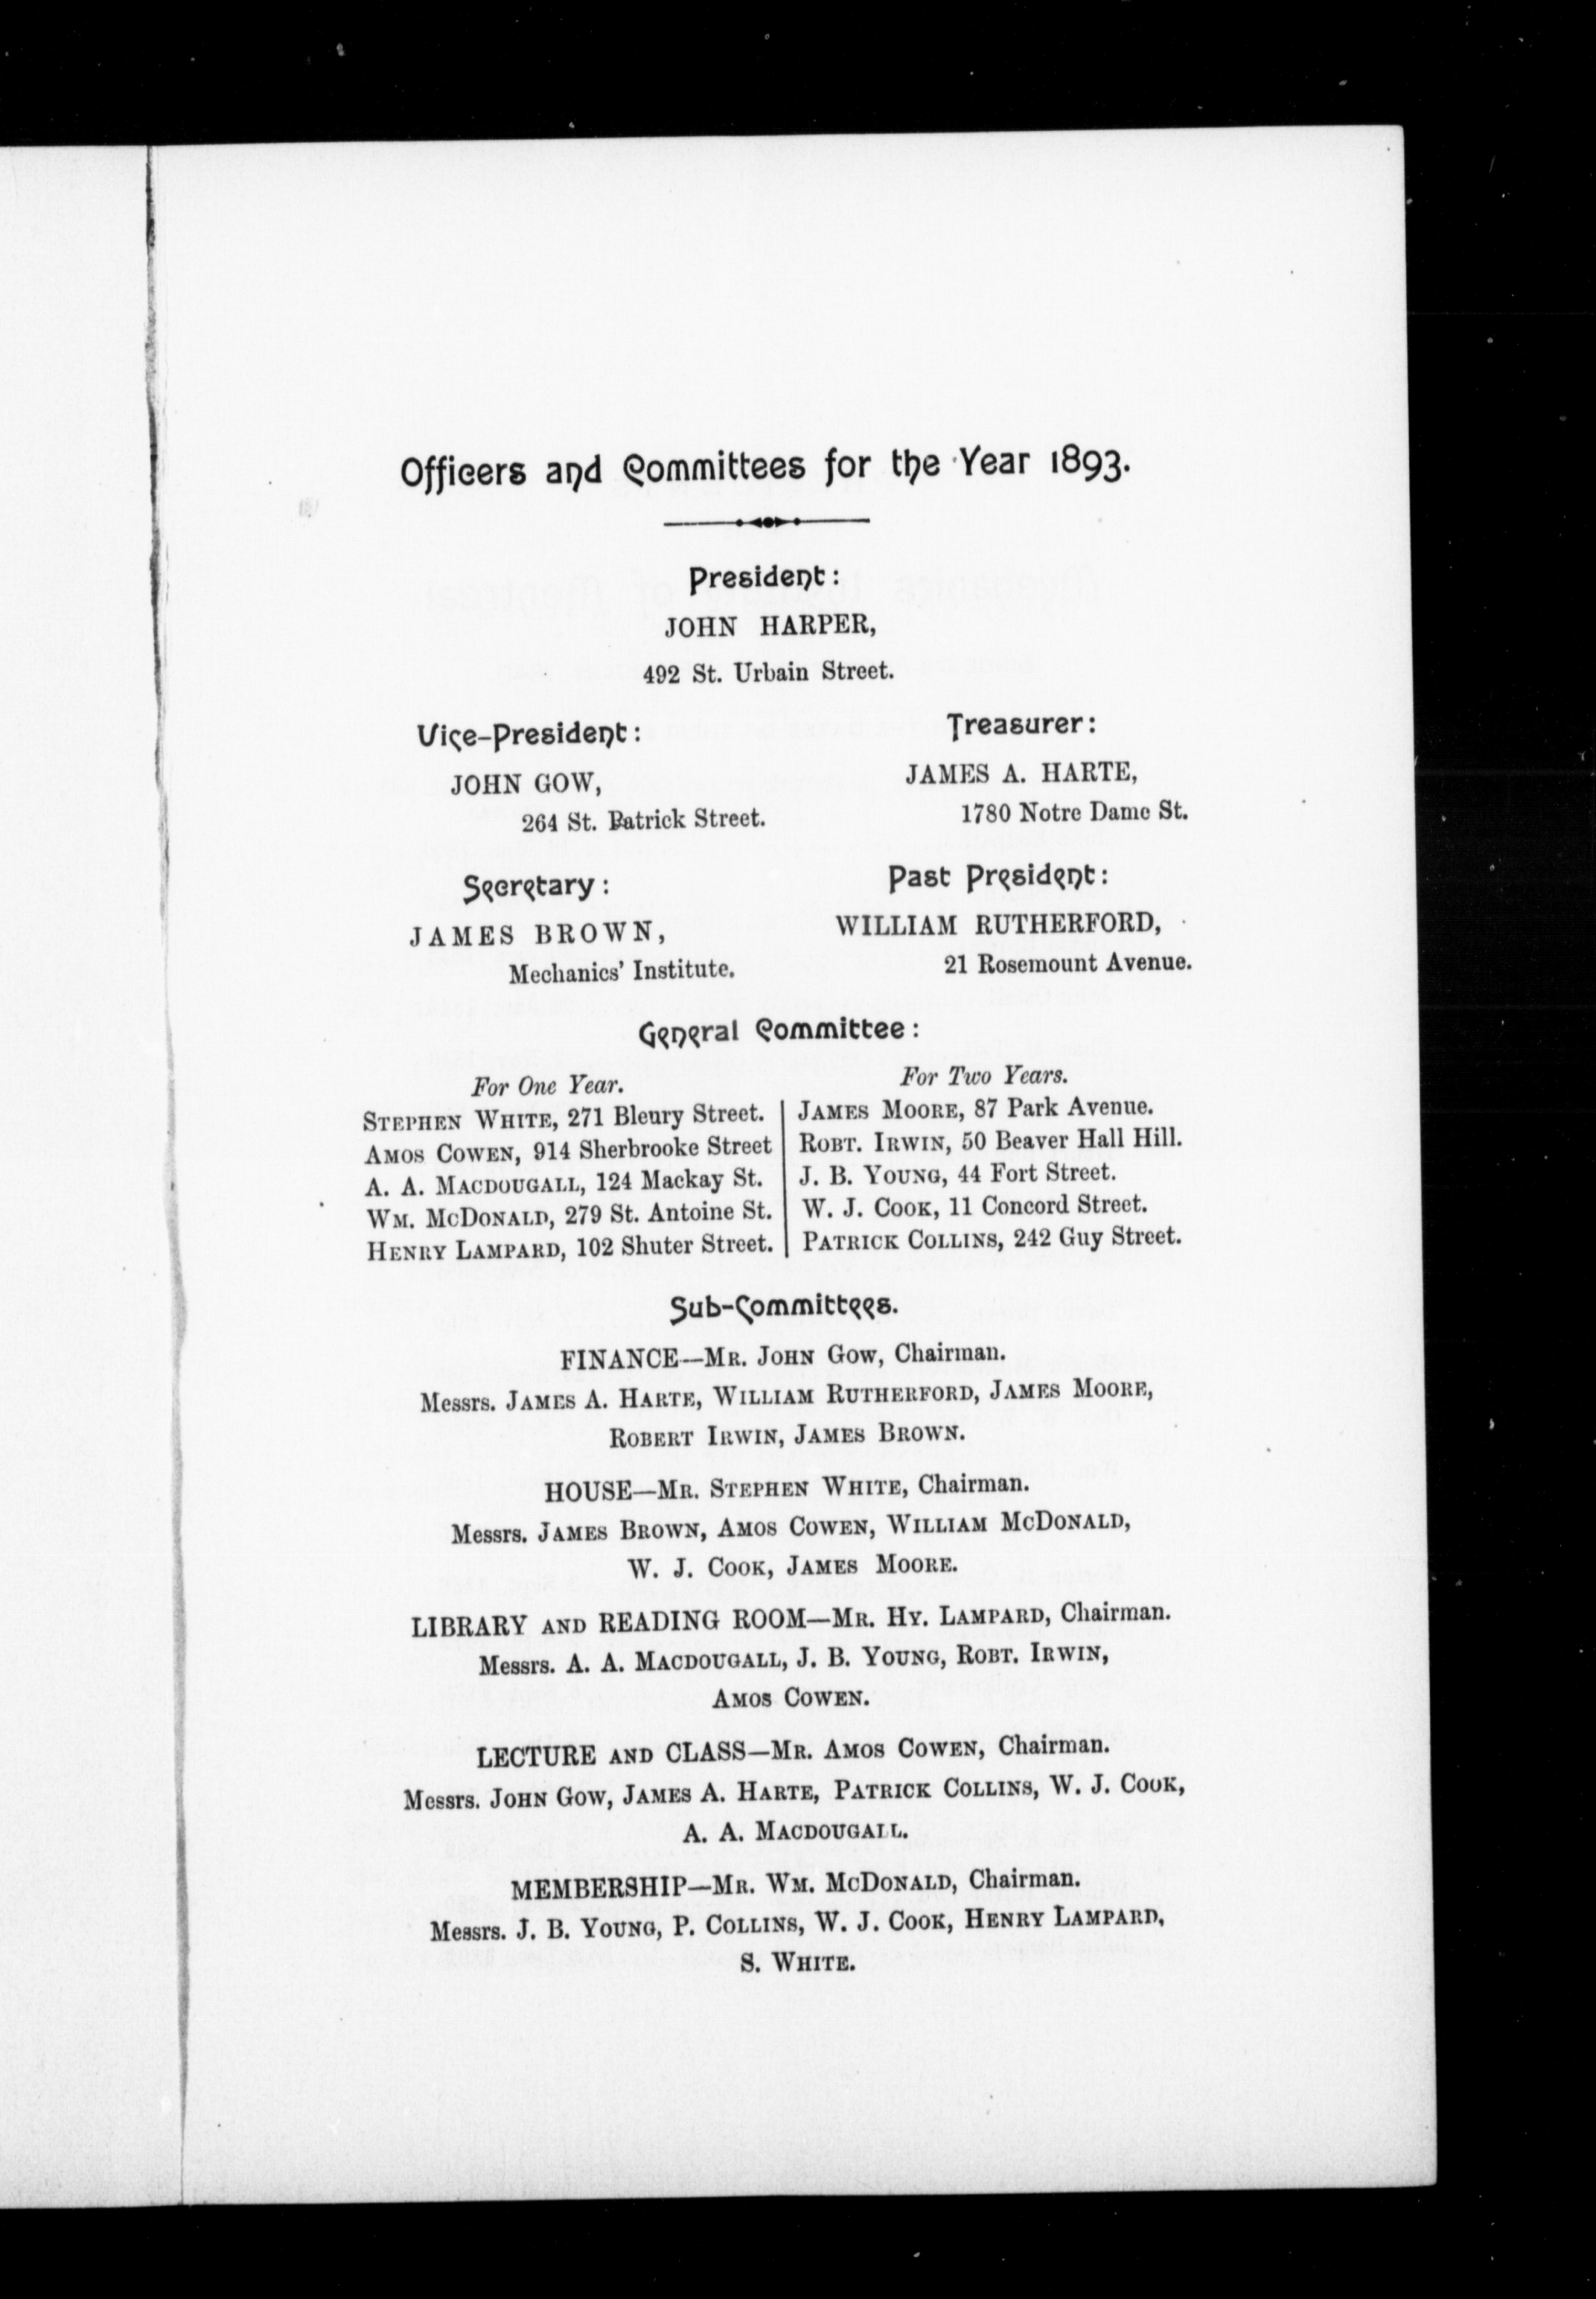 Officers and Committees for the Year 1893.
President:
JOHN HARPER,
492 St. Urbain Street.
Vice-President:
JOHN GOW,
264 St. Patrick Street.
Treasurer:
JAMES A. HARTE,
1780 Notre Dame St.
Secretary:
JAMES BROWN,
Mechanics' Institute.
Past President:
WILLIAM RUTHERFORD,
21 Rosemount Avenue.
General Committee:
For One Year.
STEPHEN WHITE, 271 Bleury Street.
AMOS COWEN, 914 Sherbrooke Street
A. A. MACDOUGALL, 124 Mackay St.
WM. MCDONALD, 279 St. Antoine St.
HENRY LAMPARD, 102 Shuter Street.
For Two Years.
JAMES MOORE, 87 Park Avenue.
ROBT. IRWIN, 50 Beaver Hall Hill.
J. B. YOUNG, 44 Fort Street.
W. J. COOK, 11 Concord Street.
PATRICK COLLINS, 242 Guy Street.
Sub-Committees.
FINANCE—MR. JOHN GOW, Chairman.
Messrs. JAMES A. HARTE, WILLIAM RUTHERFORD, JAMES MOORE,
ROBERT IRWIN, JAMES BROWN.
HOUSE—MR. STEPHEN WHITE, Chairman.
Messrs. JAMES BROWN, AMOS COWEN, WILLIAM MCDONALD,
W. J. COOK, JAMES MOORE.
LIBRARY AND READING ROOM—MR. HY. LAMPARD, Chairman.
Messrs. A. A. MACDOUGALL, J. B. YOUNG, ROBT. IRWIN,
AMOS COWEN.
LECTURE AND CLASS—MR. AMOS COWEN, Chairman.
Messrs. JOHN GOW, JAMES A. HARTE, PATRICK COLLINS, W. J. COOK,
A. A. MACDOUGALL.
MEMBERSHIP—MR. WM. MCDONALD, Chairman.
Messrs. J. B. YOUNG, P. COLLINS, W. J. COOK, HENRY LAMPARD,
S. WHITE.